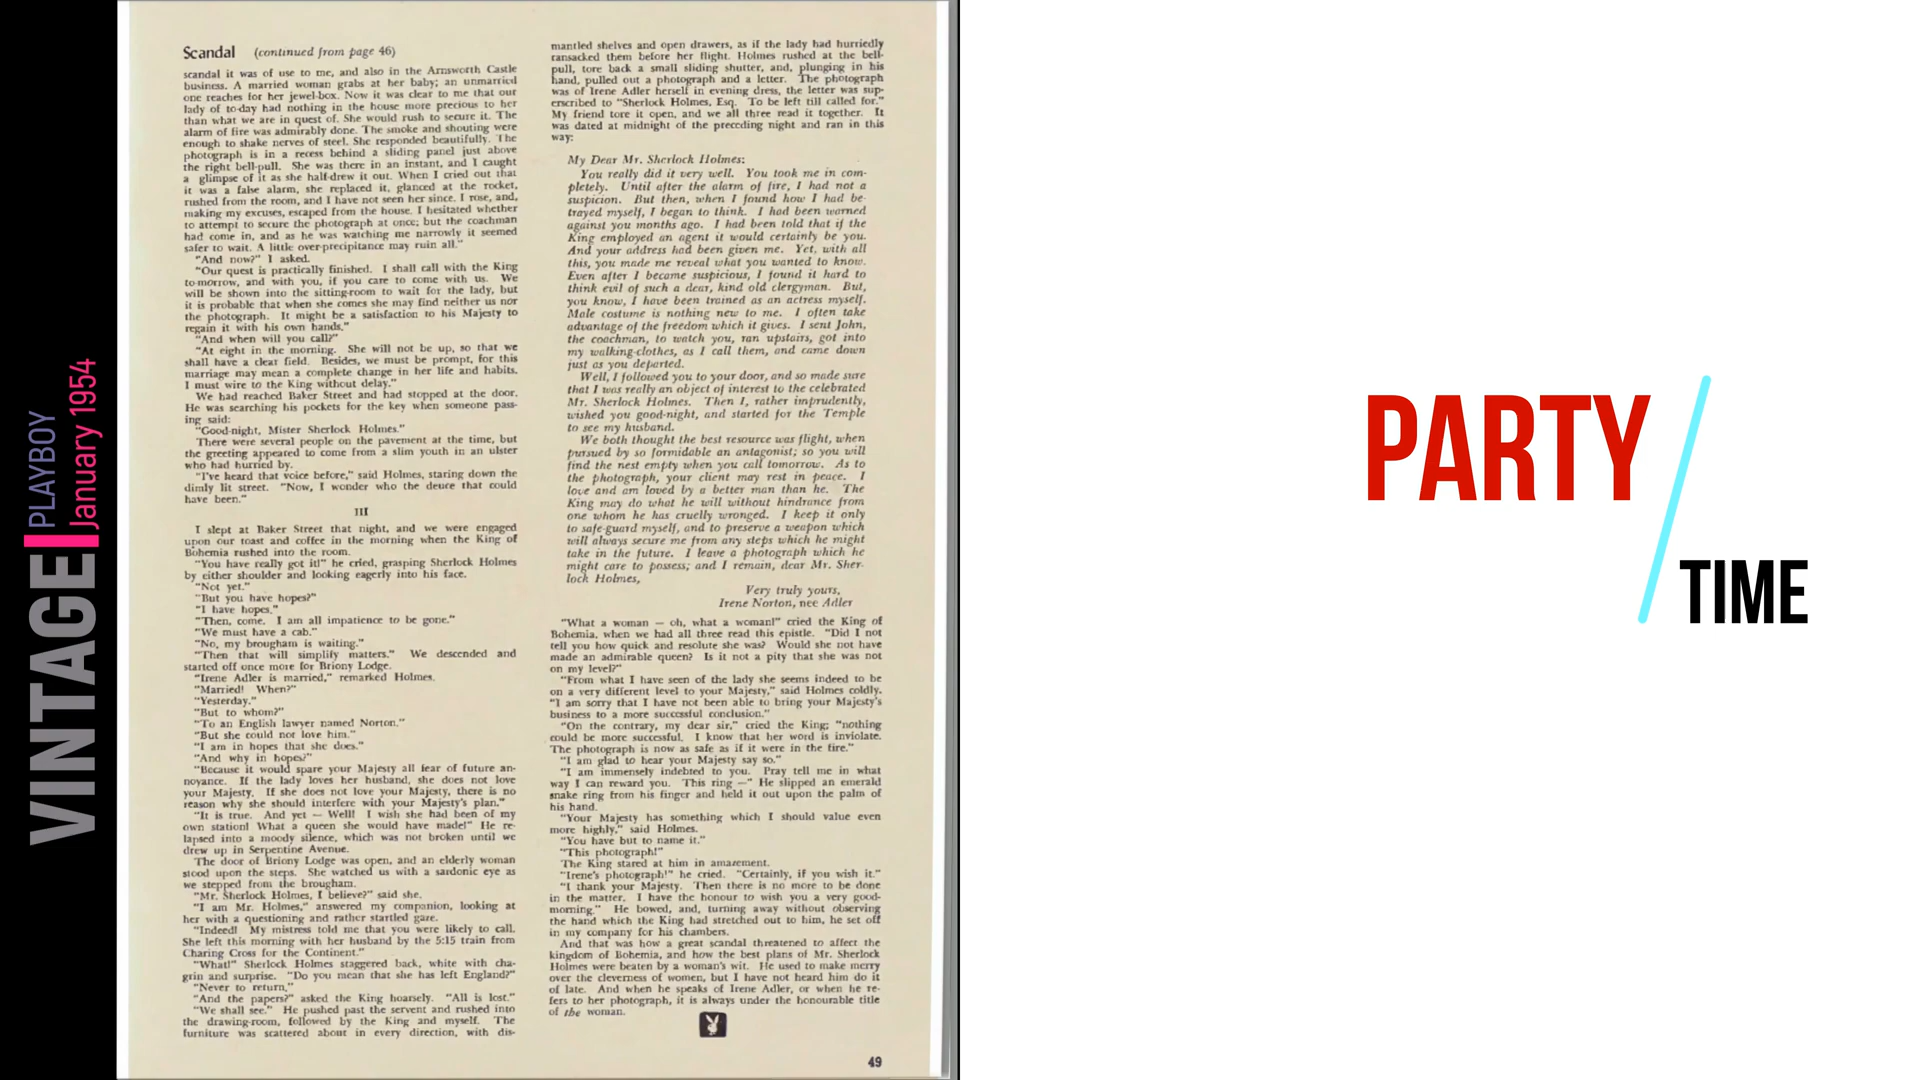 VINTAGE
PLAYBOY
January 1954
Scandal (continued from page 46)
scandal it was of use to me, and also in the Arnsworth Castle
business. A married woman grabs at her baby; an unmarried
one reaches for her jewel-box. Now it was clear to me that our
lady of to-day had nothing in the house more precious to her
than what we are in quest of. She would rush to secure it. The
alarm of fire was admirably done. The smoke and shouting were
enough to shake nerves of steel. She responded beautifully. The
photograph is in a recess behind a sliding panel just above
the right bell-pull. She was there in an instant, and I caught
a glimpse of it as she half-drew it out. When I cried out that
it was a false alarm, she replaced it, glanced at the rocket,
rushed from the room, and I have not seen her since. I rose, and,
making my excuses, escaped from the house. I hesitated whether
to attempt to secure the photograph at once; but the coachman
had come in, and as he was watching me narrowly it seemed
safer to wait. A little over-precipitance may ruin all."
"And now?" I asked.
"Our quest is practically finished. I shall call with the King
to-morrow, and with you, if you care to come with us. We
will be shown into the sitting-room to wait for the lady, but
it is probable that when she comes she may find neither us nor
the photograph. It might be a satisfaction to his Majesty to
regain it with his own hands."
"And when will you call?"
"At eight in the morning. She will not be up, so that we
shall have a clear field. Besides, we must be prompt, for this
marriage may mean a complete change in her life and habits.
I must wire to the King without delay."
We had reached Baker Street and had stopped at the door.
He was searching his pockets for the key when someone pass-
ing said:
"Good-night, Mister Sherlock Holmes."
There were several people on the pavement at the time, but
the greeting appeared to come from a slim youth in an ulster
who had hurried by.
"I've heard that voice before," said Holmes, staring down the
dimly lit street. "Now, I wonder who the deuce that could
have been."
III
I slept at Baker Street that night, and we were engaged
upon our toast and coffee in the morning when the King of
Bohemia rushed into the room.
"You have really got it!" he cried, grasping Sherlock Holmes
by either shoulder and looking eagerly into his face.
"Not yet."
"But you have hopes?"
"I have hopes."
"Then, come. I am all impatience to be gone."
"We must have a cab."
"No, my brougham is waiting."
"Then that will simplify matters." We descended and
started off once more for Briony Lodge.
"Irene Adler is married," remarked Holmes.
"Married! When?"
"Yesterday."
"But to whom?"
"To an English lawyer named Norton."
"But she could not love him."
"I am in hopes that she does."
"And why in hopes?"
"Because it would spare your Majesty all fear of future an-
noyance. If the lady loves her husband, she does not love
your Majesty. If she does not love your Majesty, there is no
reason why she should interfere with your Majesty's plan."
"It is true. And yet — Well! I wish she had been of my
own station! What a queen she would have made!" He re-
lapsed into a moody silence, which was not broken until we
drew up in Serpentine Avenue.
The door of Briony Lodge was open, and an elderly woman
stood upon the steps. She watched us with a sardonic eye as
we stepped from the brougham.
"Mr. Sherlock Holmes, I believe?" said she.
"I am Mr. Holmes," answered my companion, looking at
her with a questioning and rather startled gaze.
"Indeed! My mistress told me that you were likely to call.
She left this morning with her husband by the 5:15 train from
Charing Cross for the Continent."
"What!" Sherlock Holmes staggered back, white with cha-
grin and surprise. "Do you mean that she has left England?"
"Never to return."
"And the papers?" asked the King hoarsely. "All is lost."
"We shall see." He pushed past the servent and rushed into
the drawing-room, followed by the King and myself. The
furniture was scattered about in every direction, with dis-
mantled shelves and open drawers, as if the lady had hurriedly
ransacked them before her flight. Holmes rushed at the bell-
pull, tore back a small sliding shutter, and, plunging in his
hand, pulled out a photograph and a letter. The photograph
was of Irene Adler herself in evening dress, the letter was sup-
erscribed to "Sherlock Holmes, Esq. To be left till called for."
My friend tore it open, and we all three read it together. It
was dated at midnight of the preceding night and ran in this
way:
My Dear Mr. Sherlock Holmes:
You really did it very well. You took me in com-
pletely. Until after the alarm of fire, I had not a
suspicion. But then, when I found how I had be-
trayed myself, I began to think. I had been warned
against you months ago. I had been told that if the
King employed an agent it would certainly be you.
And your address had been given me. Yet, with all
this, you made me reveal what you wanted to know.
Even after I became suspicious, I found it hard to
think evil of such a dear, kind old clergyman. But,
you know, I have been trained as an actress myself.
Male costume is nothing new to me. I often take
advantage of the freedom which it gives. I sent John,
the coachman, to watch you, ran upstairs, got into
my walking-clothes, as I call them, and came down
just as you departed.
Well, I followed you to your door, and so made sure
that I was really an object of interest to the celebrated
Mr. Sherlock Holmes. Then I, rather imprudently,
wished you good-night, and started for the Temple
to see my husband.
We both thought the best resource was flight, when
pursued by so formidable an antagonist; so you will
find the nest empty when you call tomorrow. As to
the photograph, your client may rest in peace. I
love and am loved by a better man than he. The
King may do what he will without hindrance from
one whom he has cruelly wronged. I keep it only
to safe-guard myself, and to preserve a weapon which
will always secure me from any steps which he might
take in the future. I leave a photograph which he
might care to possess; and I remain, dear Mr. Sher-
lock Holmes,
Very truly yours,
Irene Norton, nee Adler
"What a woman — oh, what a woman!" cried the King of
Bohemia, when we had all three read this epistle. "Did I not
tell you how quick and resolute she was? Would she not have
made an admirable queen? Is it not a pity that she was not
on my level?"
"From what I have seen of the lady she seems indeed to be
on a very different level to your Majesty," said Holmes coldly.
"I am sorry that I have not been able to bring your Majesty's
business to a more successful conclusion."
"On the contrary, my dear sir," cried the King; "nothing
could be more successful. I know that her word is inviolate.
The photograph is now as safe as if it were in the fire."
"I am glad to hear your Majesty say so."
"I am immensely indebted to you. Pray tell me in what
way I can reward you. This ring —" He slipped an emerald
snake ring from his finger and held it out upon the palm of
his hand.
"Your Majesty has something which I should value even
more highly," said Holmes.
"You have but to name it."
"This photograph!"
The King stared at him in amazement.
"Irene's photograph!" he cried. "Certainly, if you wish it."
"I thank your Majesty. Then there is no more to be done
in the matter. I have the honour to wish you a very good-
morning." He bowed, and, turning away without observing
the hand which the King had stretched out to him, he set off
in my company for his chambers.
And that was how a great scandal threatened to affect the
kingdom of Bohemia, and how the best plans of Mr. Sherlock
Holmes were beaten by a woman's wit. He used to make merry
over the cleverness of women, but I have not heard him do it
of late. And when he speaks of Irene Adler, or when he re-
fers to her photograph, it is always under the honourable title
of the woman.
49
PARTY
TIME